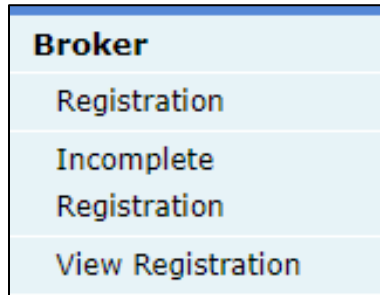 Broker
Registration
Incomplete
Registration
View Registration